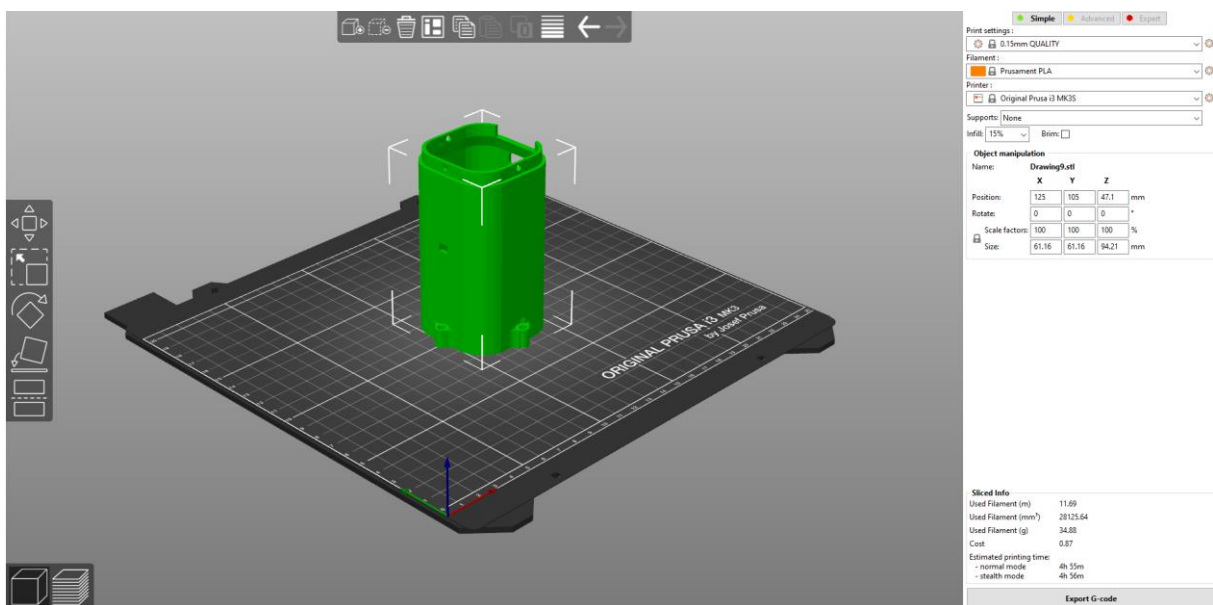 Simple Advanced Expert
Print settings :
0.15mm QUALITY
Filament :
Prusament PLA
Printer :
Original Prusa i3 MK3S
Supports: None
Infill: 15% Brim:
Object manipulation
Name: Drawing9.stl
X Y Z
Position: 125 105 47.1 mm
Rotate: 0 0 0 °
Scale factors: 100 100 100 %
Size: 61.16 61.16 94.21 mm
ORIGINAL PRUSA i3 MK3
by Josef Prusa
Sliced Info
Used Filament (m) 11.69
Used Filament (mm³) 28125.64
Used Filament (g) 34.88
Cost 0.87
Estimated printing time:
- normal mode 4h 55m
- stealth mode 4h 56m
Export G-code